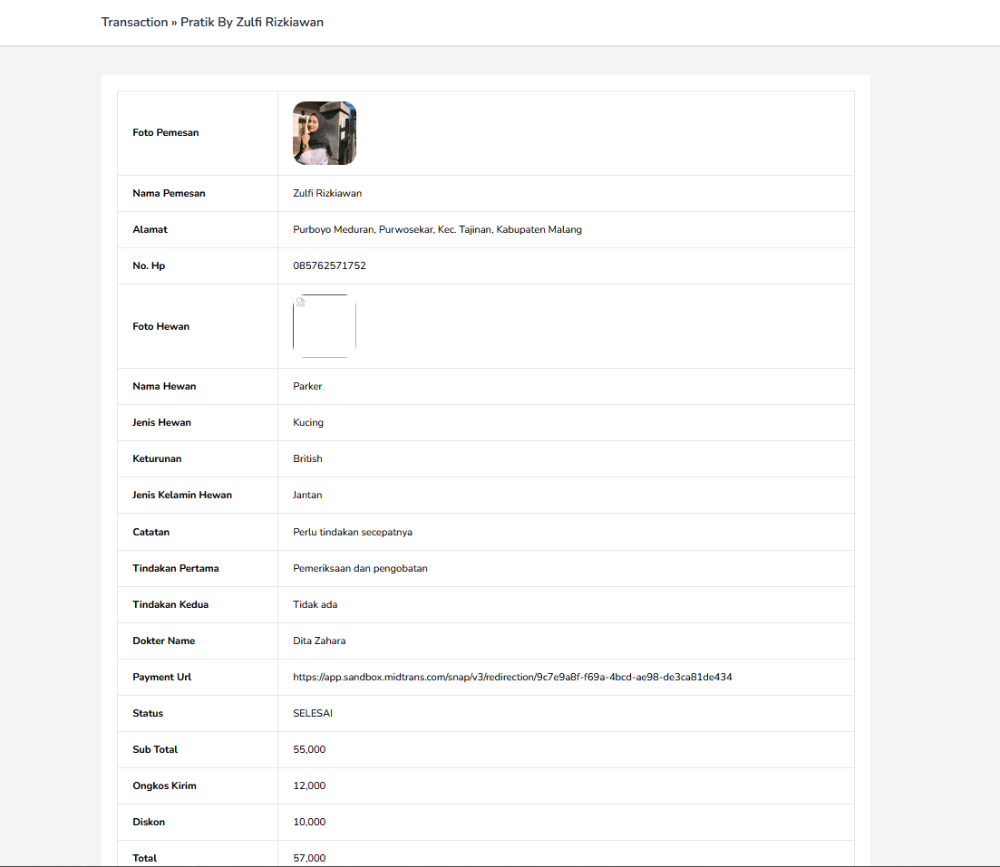 Transaction » Pratik By Zulfi Rizkiawan
Foto Pemesan
Nama Pemesan Zulfi Rizkiawan
Alamat Purboyo Meduran, Purwosekar, Kec. Tajinan, Kabupaten Malang
No. Hp 085762571752
Foto Hewan
Nama Hewan Parker
Jenis Hewan Kucing
Keturunan British
Jenis Kelamin Hewan Jantan
Catatan Perlu tindakan secepatnya
Tindakan Pertama Pemeriksaan dan pengobatan
Tindakan Kedua Tidak ada
Dokter Name Dita Zahara
Payment Url https://app.sandbox.midtrans.com/snap/v3/redirection/9c7e9a8f-f69a-4bcd-ae98-de3ca81de434
Status SELESAI
Sub Total 55,000
Ongkos Kirim 12,000
Diskon 10,000
Total 57,000